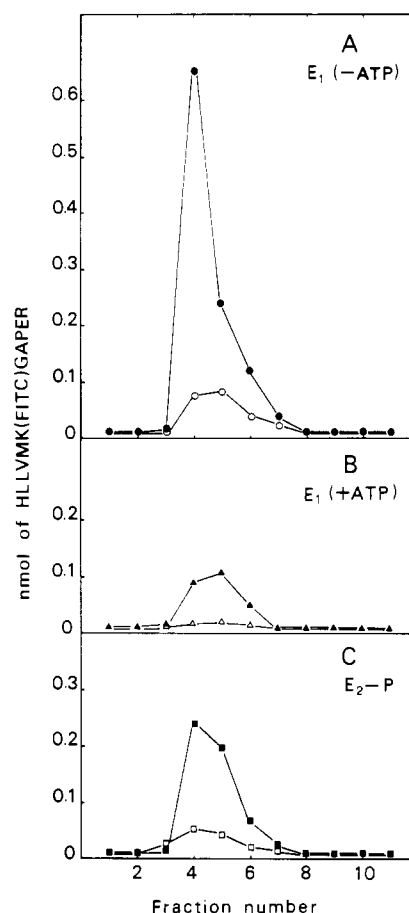 A
E₁ (−ATP)
0.6
0.5
0.4
0.3
0.2
0.1
0
B
E₁ (+ATP)
0.2
0.1
0
C
E₂−P
0.3
0.2
0.1
0
2 4 6 8 10
Fraction number
nmol of HLLVMK(FITC)GAPER